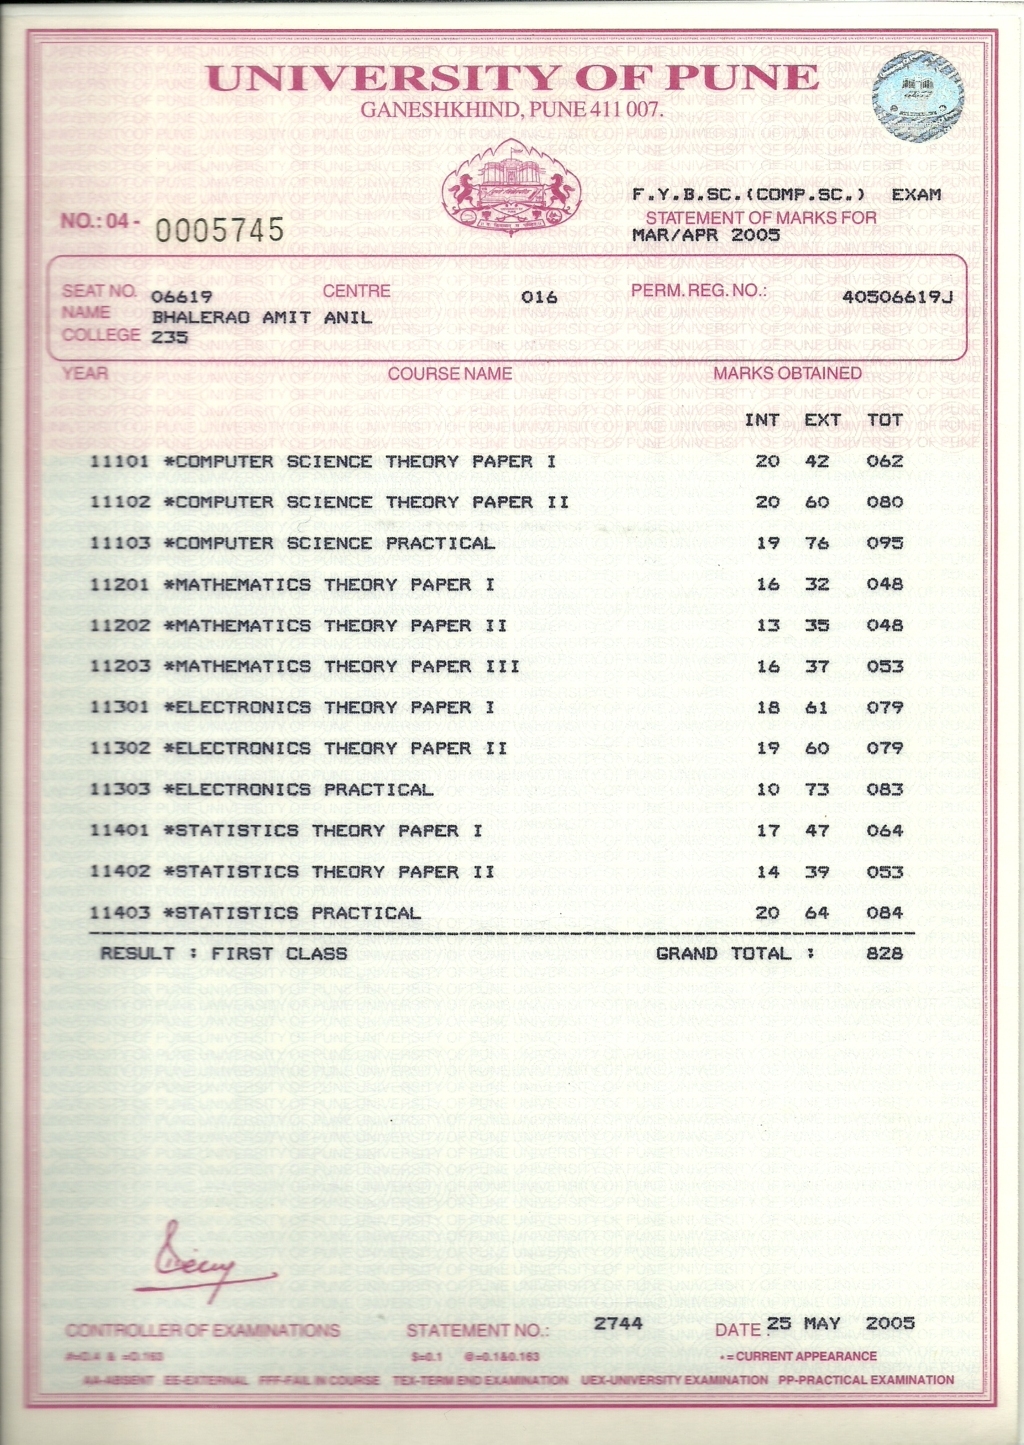 UNIVERSITY OF PUNE
GANESHKHIND, PUNE 411 007.
F.Y.B.SC.(COMP.SC.) EXAM
NO.: 04 - 0005745
STATEMENT OF MARKS FOR
MAR/APR 2005
SEAT NO. 06619 CENTRE 016 PERM. REG. NO.: 40506619J
NAME BHALERAO AMIT ANIL
COLLEGE 235
YEAR COURSE NAME MARKS OBTAINED
INT EXT TOT
11101 *COMPUTER SCIENCE THEORY PAPER I 20 42 062
11102 *COMPUTER SCIENCE THEORY PAPER II 20 60 080
11103 *COMPUTER SCIENCE PRACTICAL 19 76 095
11201 *MATHEMATICS THEORY PAPER I 16 32 048
11202 *MATHEMATICS THEORY PAPER II 13 35 048
11203 *MATHEMATICS THEORY PAPER III 16 37 053
11301 *ELECTRONICS THEORY PAPER I 18 61 079
11302 *ELECTRONICS THEORY PAPER II 19 60 079
11303 *ELECTRONICS PRACTICAL 10 73 083
11401 *STATISTICS THEORY PAPER I 17 47 064
11402 *STATISTICS THEORY PAPER II 14 39 053
11403 *STATISTICS PRACTICAL 20 64 084
RESULT : FIRST CLASS GRAND TOTAL : 828
CONTROLLER OF EXAMINATIONS STATEMENT NO.: 2744 DATE : 25 MAY 2005
#=0.4 & =0.163 $=0.1 @=0.1&0.163 * = CURRENT APPEARANCE
AA-ABSENT EE-EXTERNAL FFF-FAIL IN COURSE TEX-TERM END EXAMINATION UEX-UNIVERSITY EXAMINATION PP-PRACTICAL EXAMINATION